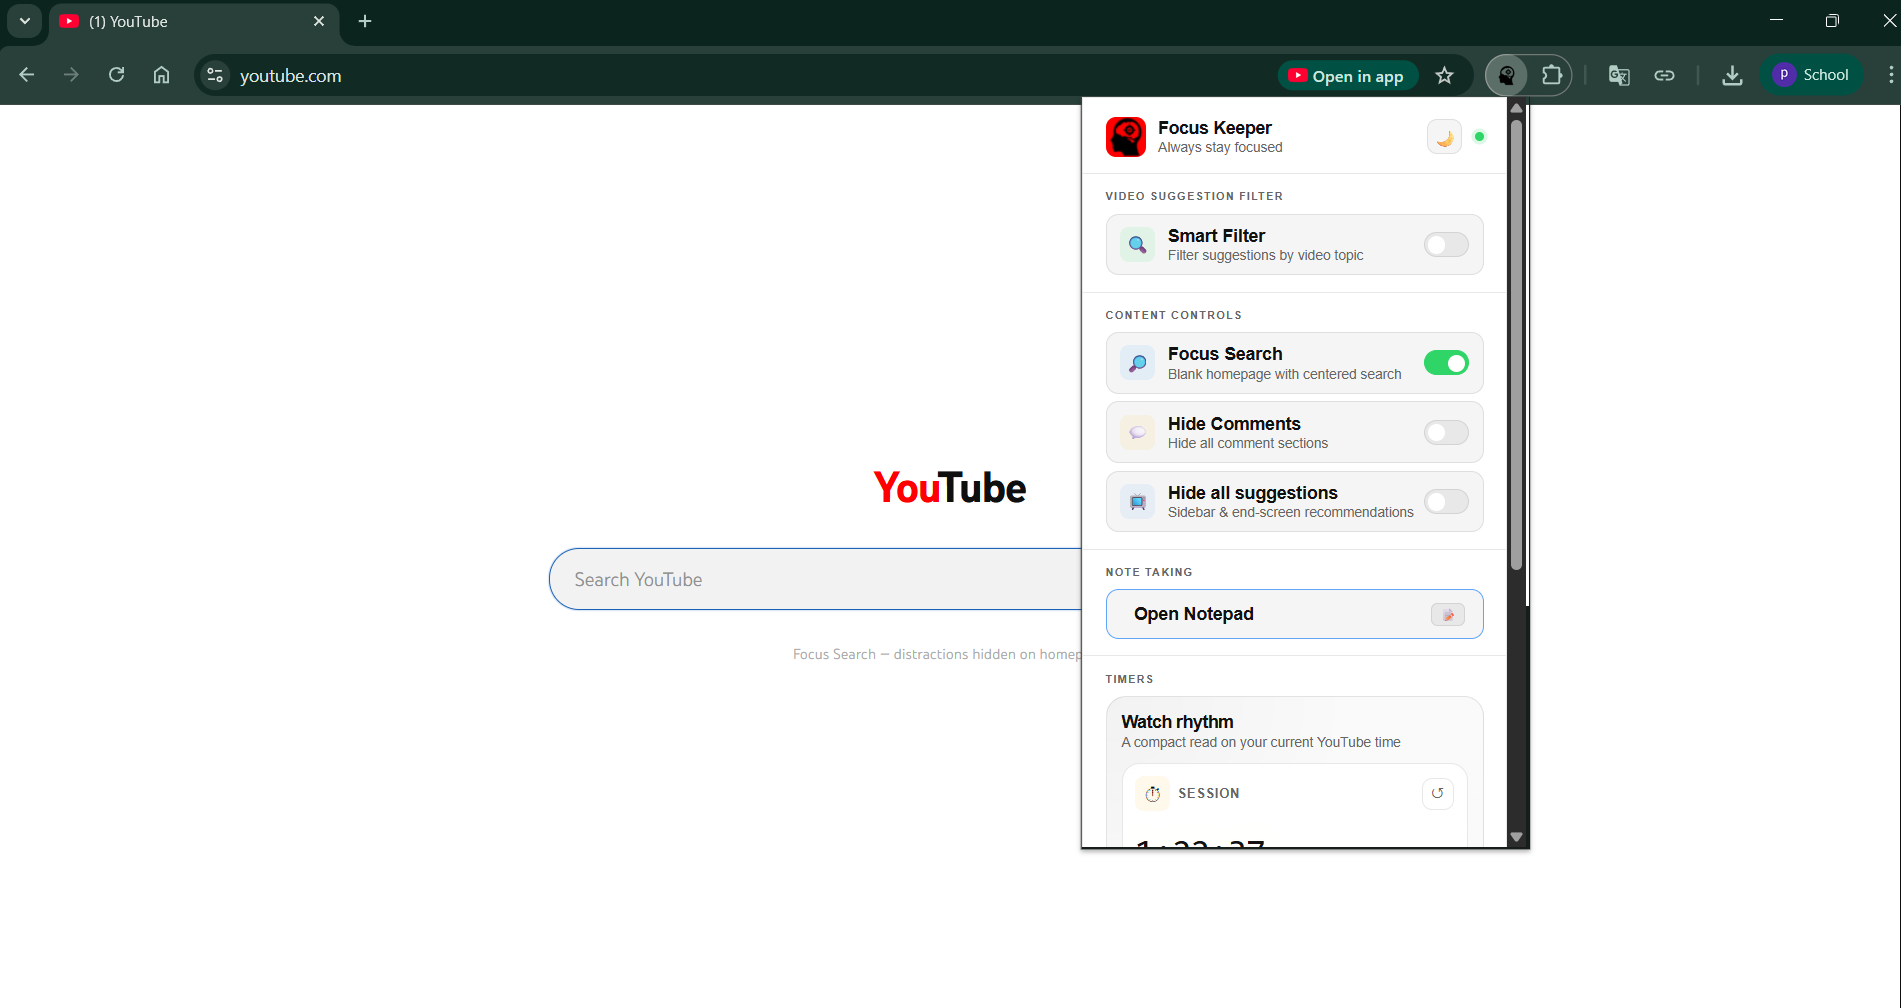 (1) YouTube
youtube.com
Open in app
P
School
Focus Keeper
Always stay focused
VIDEO SUGGESTION FILTER
Smart Filter
Filter suggestions by video topic
CONTENT CONTROLS
Focus Search
Blank homepage with centered search
Hide Comments
Hide all comment sections
Hide all suggestions
Sidebar & end-screen recommendations
NOTE TAKING
Open Notepad
TIMERS
Watch rhythm
A compact read on your current YouTube time
SESSION
YouTube
Search YouTube
Focus Search — distractions hidden on